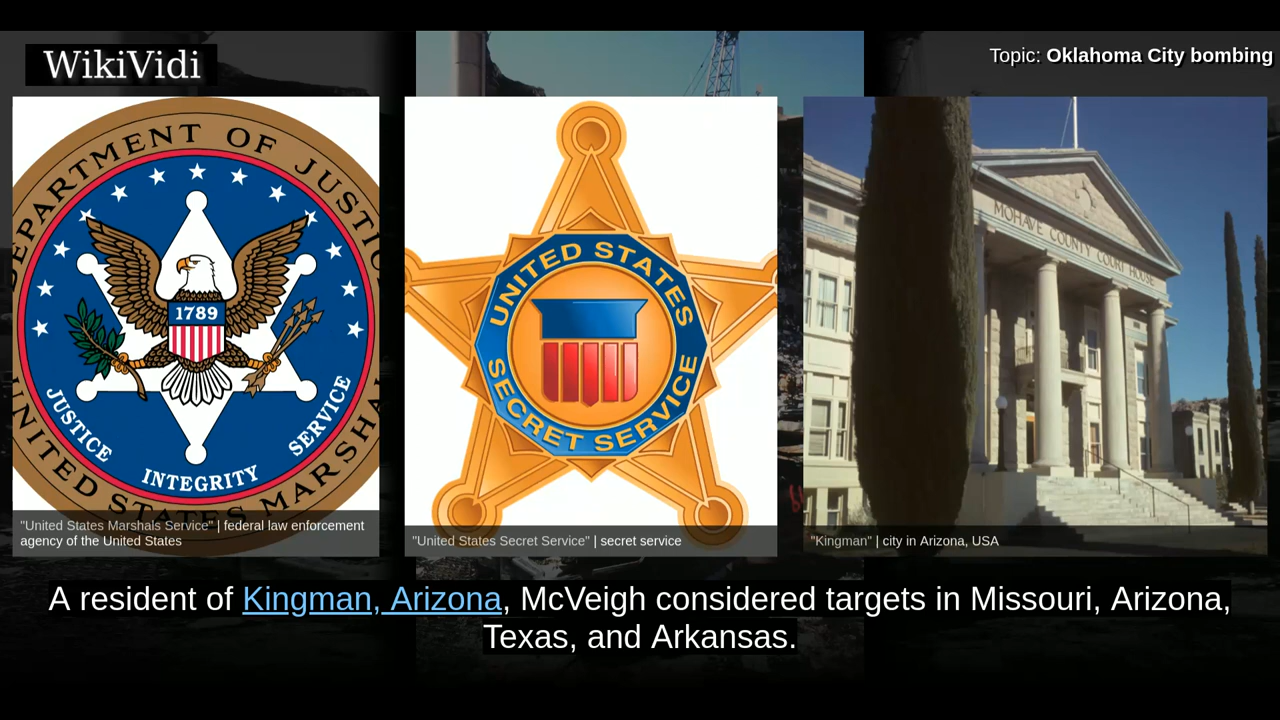 WikiVidi
Topic: Oklahoma City bombing
DEPARTMENT OF JUSTIC
1789
JUSTICE INTEGRITY SERVICE
UNITED STATES MARSHAL
"United States Marshals Service" | federal law enforcement
agency of the United States
UNITED STATES
SECRET SERVICE
"United States Secret Service" | secret service
MOHAVE COUNTY COURT HOUSE
"Kingman" | city in Arizona, USA
A resident of Kingman, Arizona, McVeigh considered targets in Missouri, Arizona,
Texas, and Arkansas.